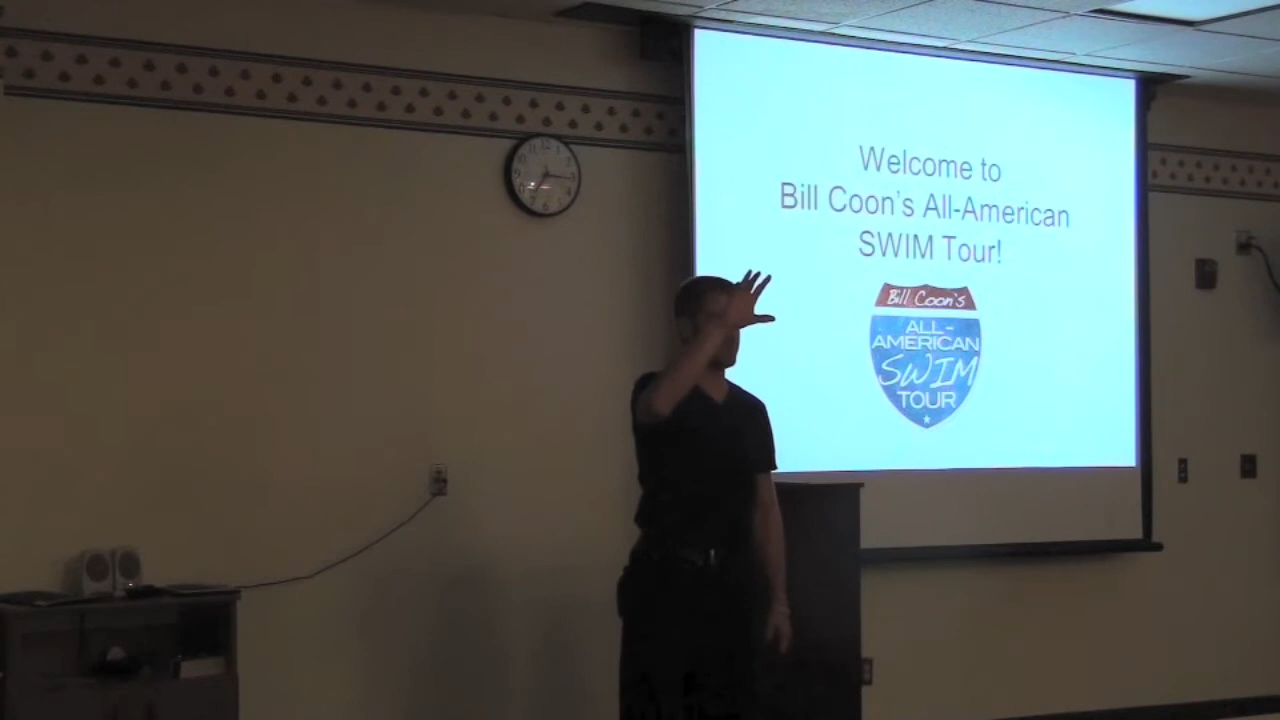 Welcome to
Bill Coon's All-American
SWIM Tour!
Bill Coon's
ALL-
AMERICAN
SWIM
TOUR